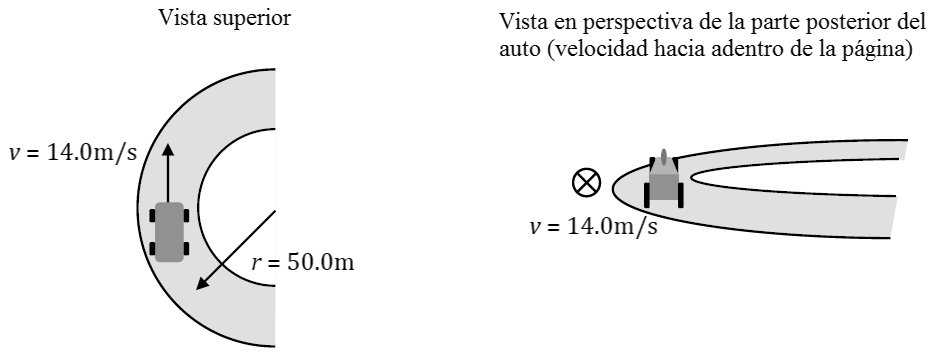 Vista superior
v = 14.0m/s
r = 50.0m
Vista en perspectiva de la parte posterior del
auto (velocidad hacia adentro de la página)
v = 14.0m/s